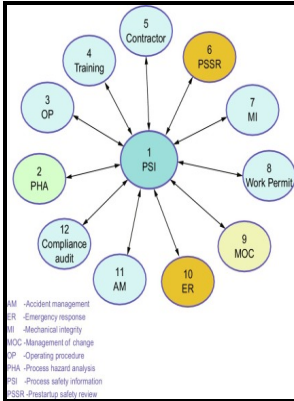 5
Contractor
4
Training
6
PSSR
3
OP
7
MI
1
PSI
2
PHA
8
Work Permit
12
Compliance
audit
9
MOC
11
AM
10
ER
AM -Accident management
ER -Emergency response
MI -Mechanical integrity
MOC -Management of change
OP -Operating procedure
PHA -Process hazard analysis
PSI -Process safety information
PSSR -Prestartup safety review